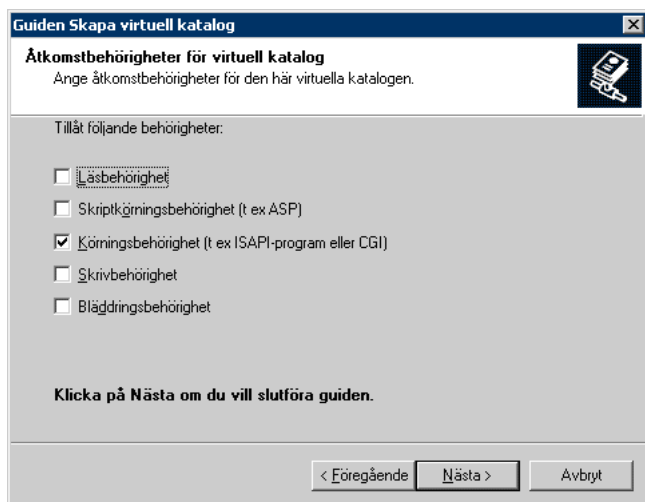 Guiden Skapa virtuell katalog
Åtkomstbehörigheter för virtuell katalog
Ange åtkomstbehörigheter för den här virtuella katalogen.
Tillåt följande behörigheter:
Läsbehörighet
Skriptkörningsbehörighet (t ex ASP)
Körningsbehörighet (t ex ISAPI-program eller CGI)
Skrivbehörighet
Bläddringsbehörighet
Klicka på Nästa om du vill slutföra guiden.
< Föregående Nästa > Avbryt